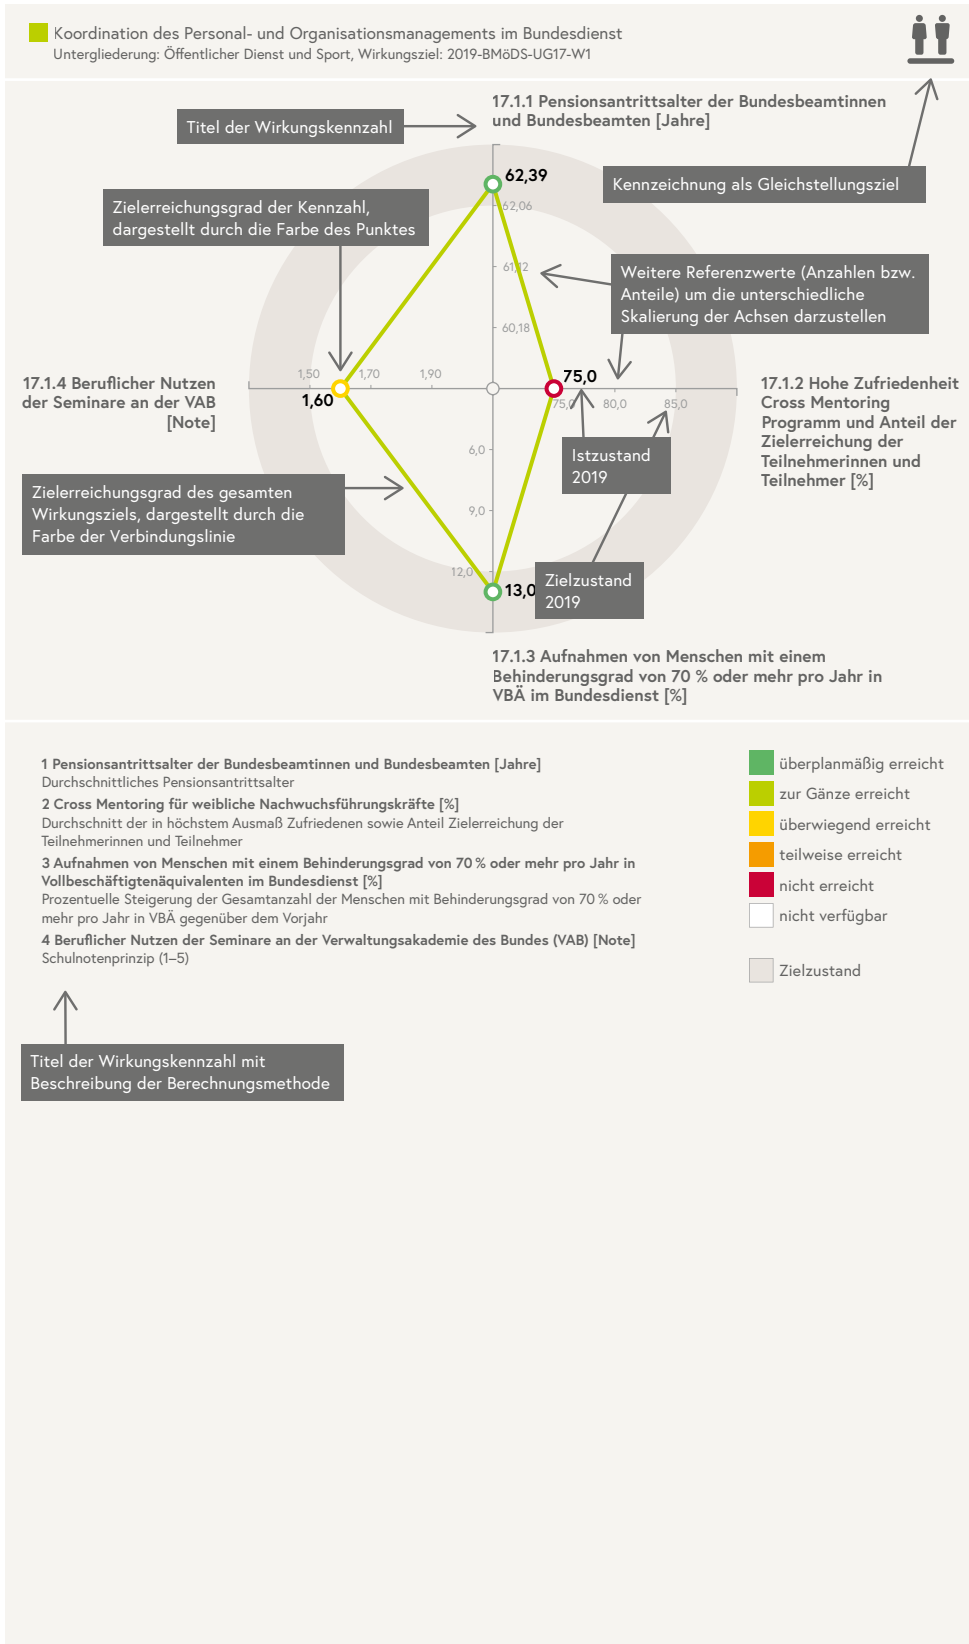 Koordination des Personal- und Organisationsmanagements im Bundesdienst
Untergliederung: Öffentlicher Dienst und Sport, Wirkungsziel: 2019-BMöDS-UG17-W1
17.1.1 Pensionsantrittsalter der Bundesbeamtinnen
und Bundesbeamten [Jahre]
Titel der Wirkungskennzahl
62,39
Kennzeichnung als Gleichstellungsziel
Zielerreichungsgrad der Kennzahl,
dargestellt durch die Farbe des Punktes
62,06
61,12
60,18
Weitere Referenzwerte (Anzahlen bzw.
Anteile) um die unterschiedliche
Skalierung der Achsen darzustellen
17.1.4 Beruflicher Nutzen
der Seminare an der VAB
[Note]
1,50
1,70
1,90
1,60
75,0
75,0
80,0
85,0
17.1.2 Hohe Zufriedenheit
Cross Mentoring
Programm und Anteil der
Zielerreichung der
Teilnehmerinnen und
Teilnehmer [%]
6,0
9,0
12,0
Istzustand
2019
Zielerreichungsgrad des gesamten
Wirkungsziels, dargestellt durch die
Farbe der Verbindungslinie
13,0
Zielzustand
2019
17.1.3 Aufnahmen von Menschen mit einem
Behinderungsgrad von 70 % oder mehr pro Jahr in
VBÄ im Bundesdienst [%]
1 Pensionsantrittsalter der Bundesbeamtinnen und Bundesbeamten [Jahre]
Durchschnittliches Pensionsantrittsalter
2 Cross Mentoring für weibliche Nachwuchsführungskräfte [%]
Durchschnitt der in höchstem Ausmaß Zufriedenen sowie Anteil Zielerreichung der
Teilnehmerinnen und Teilnehmer
3 Aufnahmen von Menschen mit einem Behinderungsgrad von 70 % oder mehr pro Jahr in
Vollbeschäftigtenäquivalenten im Bundesdienst [%]
Prozentuelle Steigerung der Gesamtanzahl der Menschen mit Behinderungsgrad von 70 % oder
mehr pro Jahr in VBÄ gegenüber dem Vorjahr
4 Beruflicher Nutzen der Seminare an der Verwaltungsakademie des Bundes (VAB) [Note]
Schulnotenprinzip (1–5)
überplanmäßig erreicht
zur Gänze erreicht
überwiegend erreicht
teilweise erreicht
nicht erreicht
nicht verfügbar
Zielzustand
Titel der Wirkungskennzahl mit
Beschreibung der Berechnungsmethode